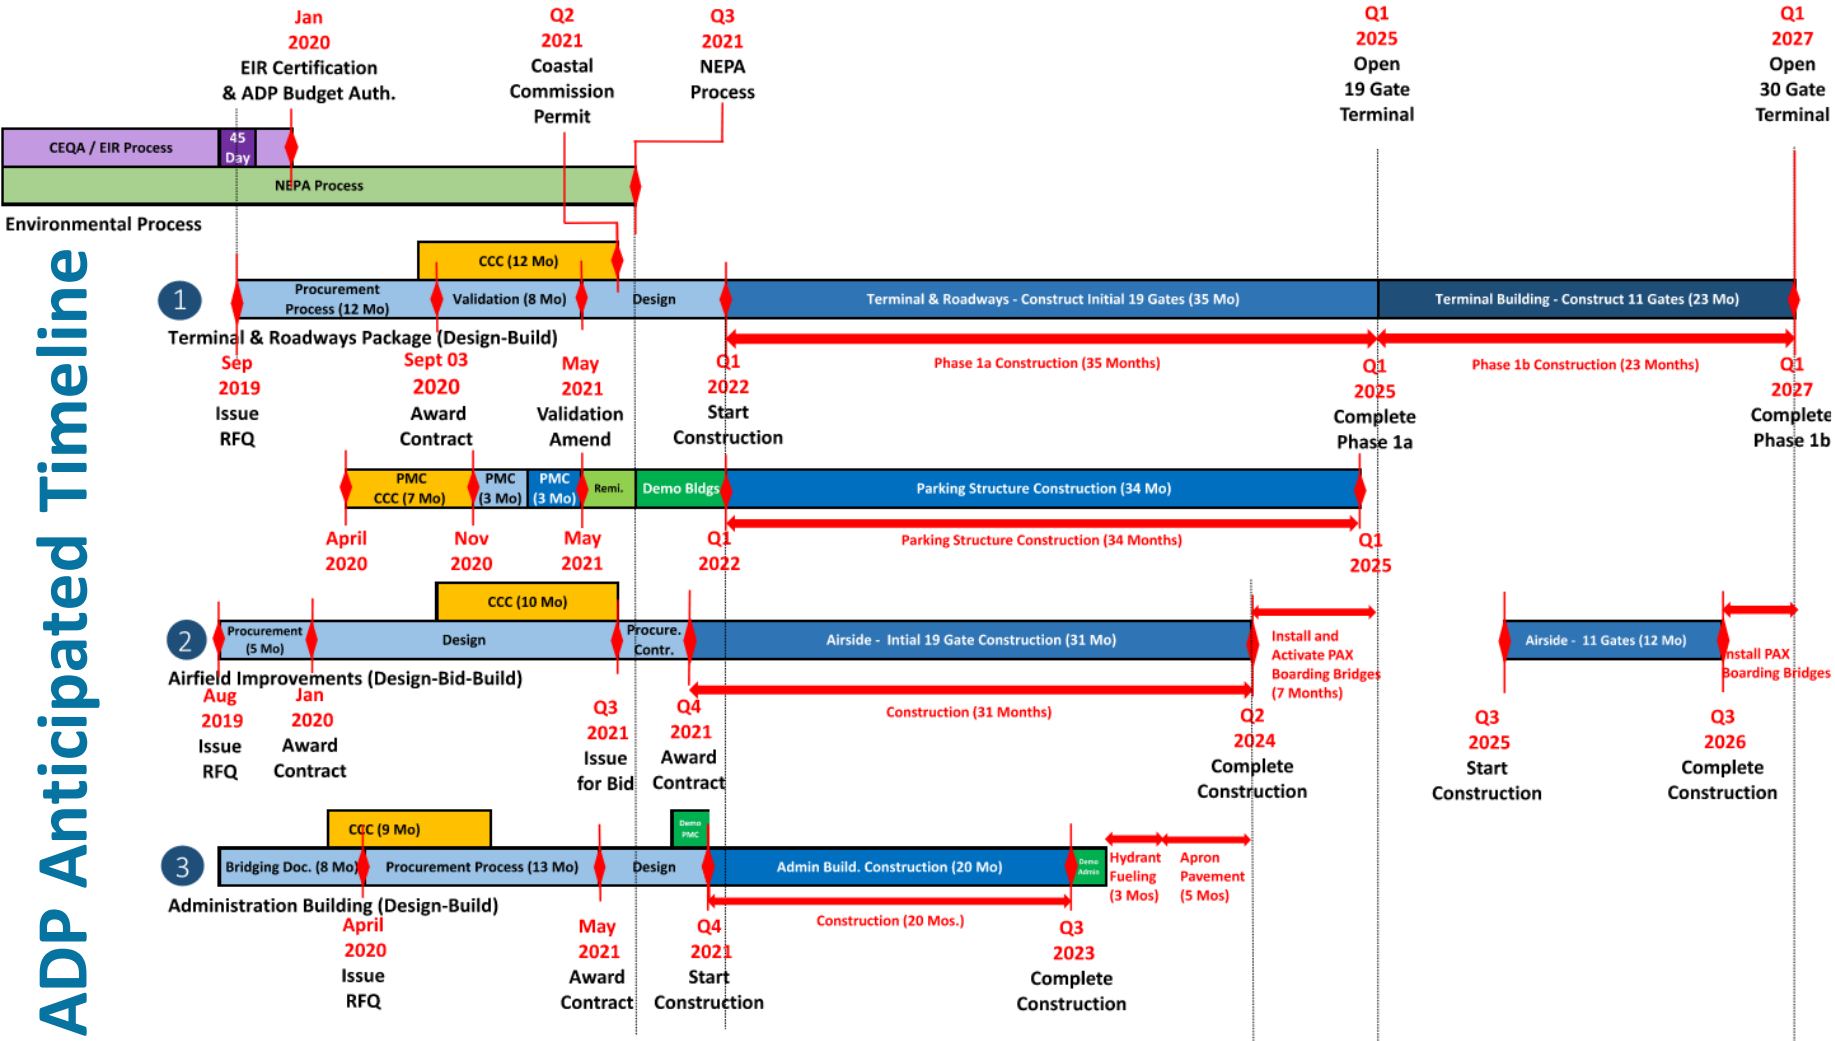 ADP Anticipated Timeline
Jan
2020
EIR Certification
& ADP Budget Auth.
Q2
2021
Coastal
Commission
Permit
Q3
2021
NEPA
Process
Q1
2025
Open
19 Gate
Terminal
Q1
2027
Open
30 Gate
Terminal
CEQA / EIR Process
45
Day
NEPA Process
Environmental Process
CCC (12 Mo)
1
Procurement
Process (12 Mo)
Validation (8 Mo)
Design
Terminal & Roadways - Construct Initial 19 Gates (35 Mo)
Terminal Building - Construct 11 Gates (23 Mo)
Terminal & Roadways Package (Design-Build)
Phase 1a Construction (35 Months)
Phase 1b Construction (23 Months)
Sep
2019
Issue
RFQ
Sept 03
2020
Award
Contract
May
2021
Validation
Amend
Q1
2022
Start
Construction
Q1
2025
Complete
Phase 1a
Q1
2027
Complete
Phase 1b
PMC
CCC (7 Mo)
PMC
(3 Mo)
PMC
(3 Mo)
Remi.
Demo Bldgs
Parking Structure Construction (34 Mo)
Parking Structure Construction (34 Months)
April
2020
Nov
2020
May
2021
Q1
2022
Q1
2025
CCC (10 Mo)
2
Procurement
(5 Mo)
Design
Procure.
Contr.
Airside - Intial 19 Gate Construction (31 Mo)
Install and
Activate PAX
Boarding Bridges
(7 Months)
Airside - 11 Gates (12 Mo)
Install PAX
Boarding Bridges
Airfield Improvements (Design-Bid-Build)
Construction (31 Months)
Aug
2019
Issue
RFQ
Jan
2020
Award
Contract
Q3
2021
Issue
for Bid
Q4
2021
Award
Contract
Q2
2024
Complete
Construction
Q3
2025
Start
Construction
Q3
2026
Complete
Construction
CCC (9 Mo)
Demo
PMC
3
Bridging Doc. (8 Mo)
Procurement Process (13 Mo)
Design
Admin Build. Construction (20 Mo)
Demo
Admin
Hydrant
Fueling
(3 Mos)
Apron
Pavement
(5 Mos)
Administration Building (Design-Build)
Construction (20 Mos.)
April
2020
Issue
RFQ
May
2021
Award
Contract
Q4
2021
Start
Construction
Q3
2023
Complete
Construction